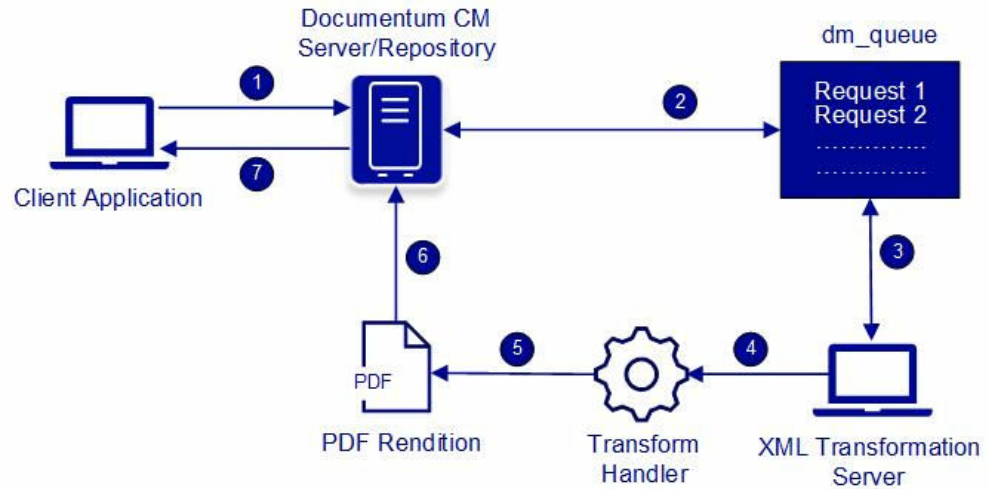 Documentum CM
Server/Repository
dm_queue
1
2
Request 1
Request 2
..............
..............
7
Client Application
6
3
5
4
PDF
PDF Rendition
Transform
Handler
XML Transformation
Server